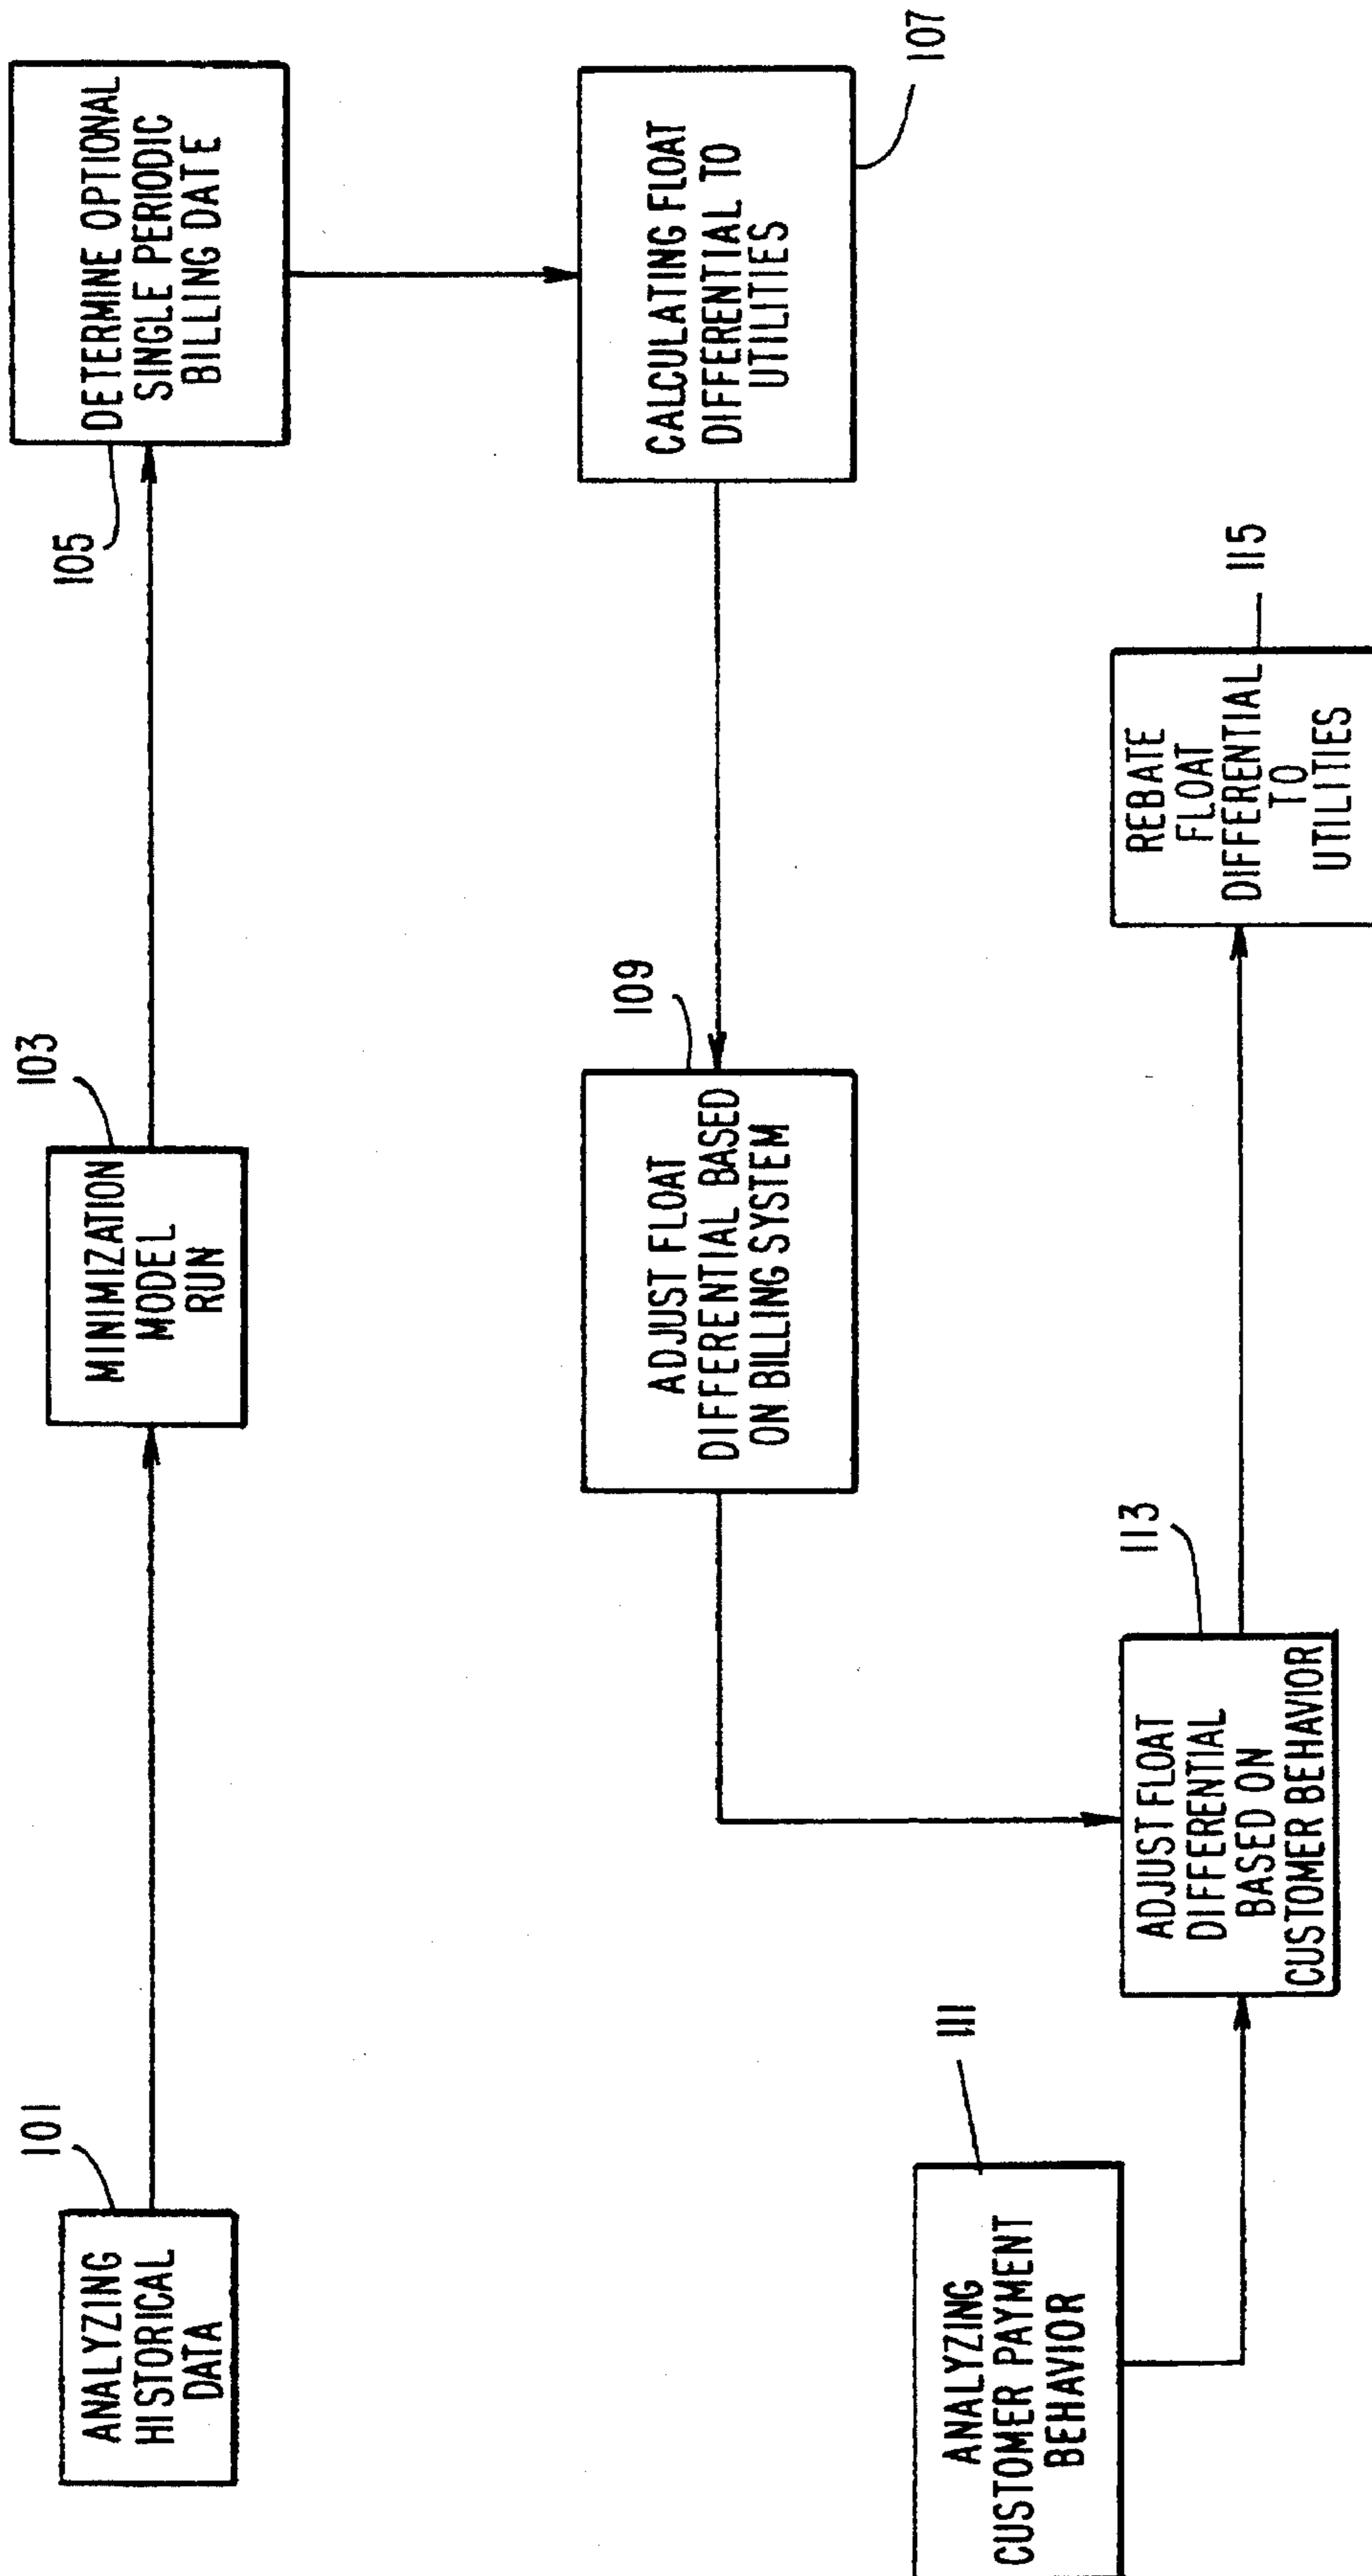 101
ANALYZING
HISTORICAL
DATA
103
MINIMIZATION
MODEL
RUN
105
DETERMINE OPTIONAL
SINGLE PERIODIC
BILLING DATE
107
CALCULATING FLOAT
DIFFERENTIAL TO
UTILITIES
109
ADJUST FLOAT
DIFFERENTIAL BASED
ON BILLING SYSTEM
111
ANALYZING
CUSTOMER PAYMENT
BEHAVIOR
113
ADJUST FLOAT
DIFFERENTIAL
BASED ON
CUSTOMER BEHAVIOR
115
REBATE
FLOAT
DIFFERENTIAL
TO
UTILITIES